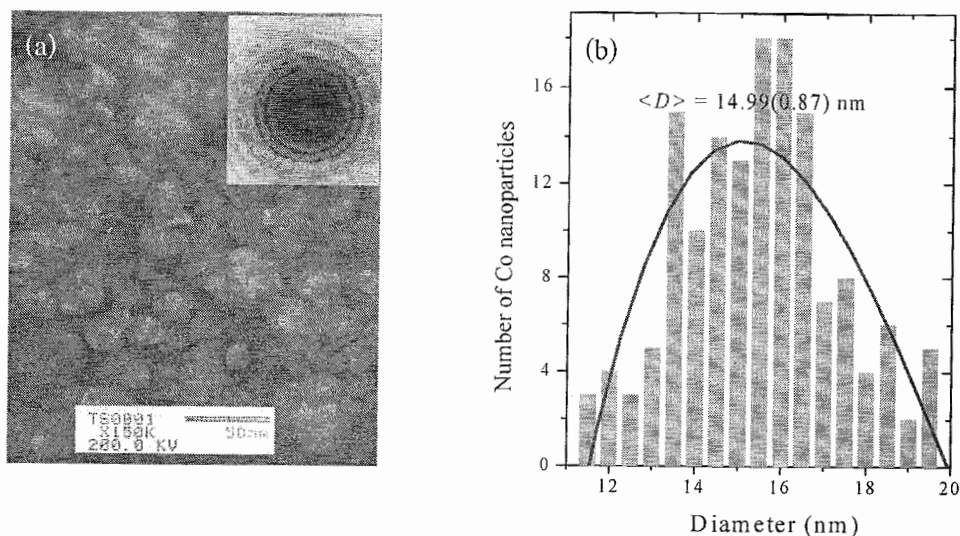 (a)
TS0001
X150K 50nm
200.0 KV
(b)
<D> = 14.99(0.87) nm
Number of Co nanoparticles
16
12
8
4
0
12 14 16 18 20
Diameter (nm)